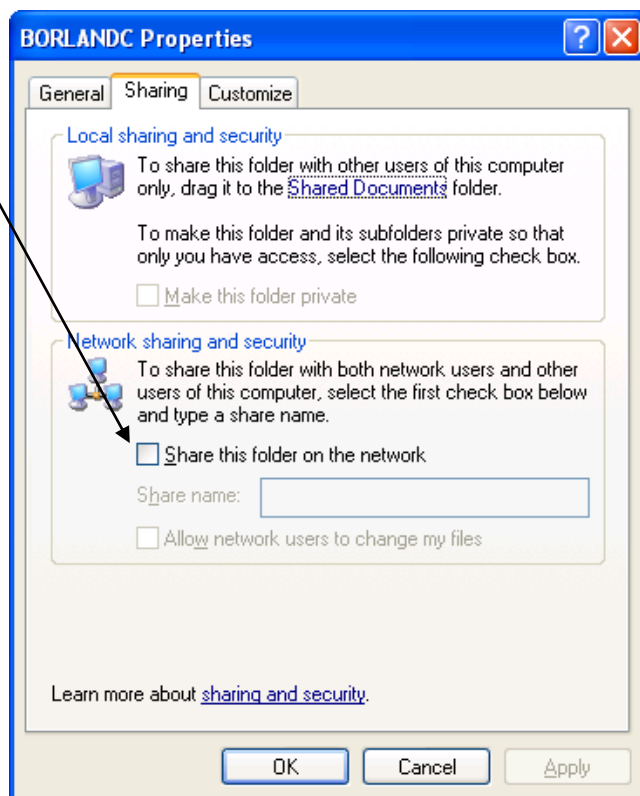 BORLANDC Properties
General Sharing Customize
Local sharing and security
To share this folder with other users of this computer
only, drag it to the Shared Documents folder.
To make this folder and its subfolders private so that
only you have access, select the following check box.
Make this folder private
Network sharing and security
To share this folder with both network users and other
users of this computer, select the first check box below
and type a share name.
Share this folder on the network
Share name:
Allow network users to change my files
Learn more about sharing and security.
OK Cancel Apply